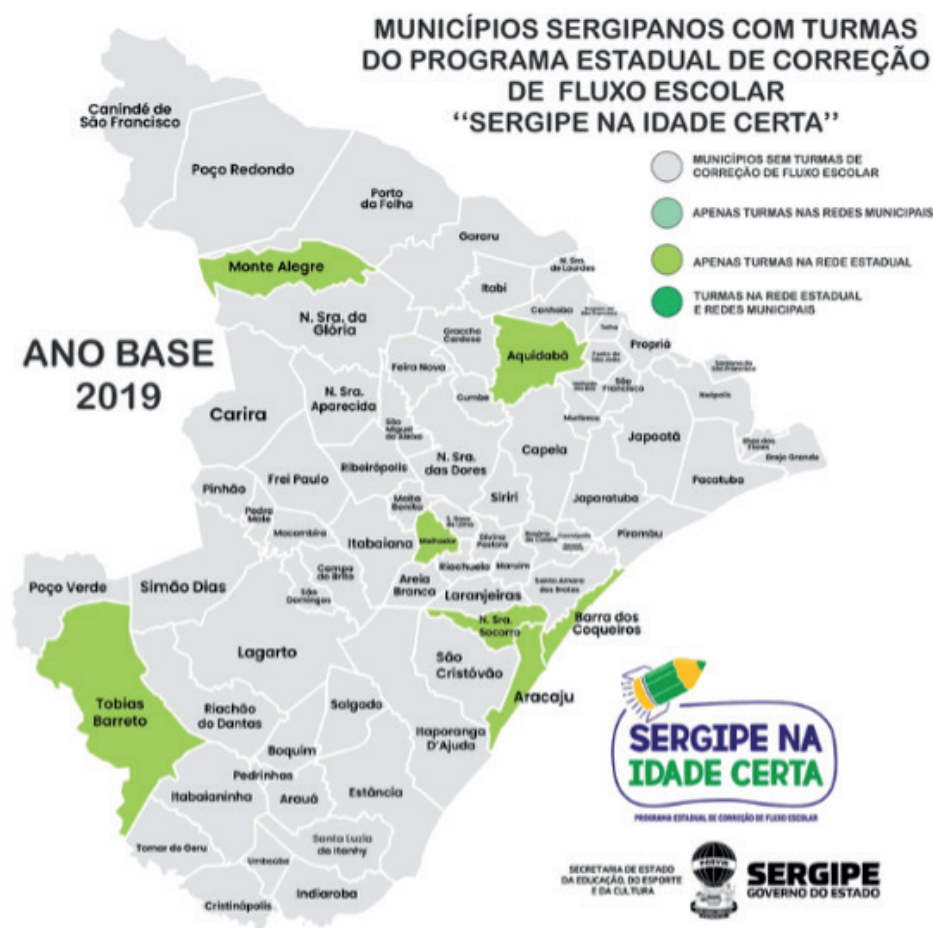 MUNICÍPIOS SERGIPANOS COM TURMAS
DO PROGRAMA ESTADUAL DE CORREÇÃO
DE FLUXO ESCOLAR
“SERGIPE NA IDADE CERTA”
MUNICÍPIOS SEM TURMAS DE
CORREÇÃO DE FLUXO ESCOLAR
APENAS TURMAS NAS REDES MUNICIPAIS
APENAS TURMAS NA REDE ESTADUAL
TURMAS NA REDE ESTADUAL
E REDES MUNICIPAIS
ANO BASE
2019
Canindé de
São Francisco
Poço Redondo
Porto
da Folha
Gararu
Monte Alegre
N. Sra.
de Lourdes
Itabi
N. Sra. da
Glória
Canhoba
Graccho
Cardoso
Aquidabã
Telha
Propriá
Feira Nova
São
Francisco
Neópolis
N. Sra.
Aparecida
Cumbe
Carira
São
Miguel
do Aleixo
Muribeca
Capela
Japoatã
Ilhas das
Flores
Brejo Grande
Ribeirópolis
N. Sra.
das Dores
Frei Paulo
Pacatuba
Pinhão
Siriri
Japaratuba
Moita
Bonita
Pedra
Mole
Macambira
Itabaiana
Malhador
Divina
Pastora
Pirambu
Riachuelo
Maruim
Campo
do Brito
Areia
Branca
Santo Amaro
das Brotas
Poço Verde
Simão Dias
São
Domingos
Laranjeiras
N. Sra.
Socorro
Barra dos
Coqueiros
Lagarto
São
Cristóvão
Aracaju
Tobias
Barreto
Riachão
do Dantas
Salgado
Itaporanga
D'Ajuda
Boquim
Pedrinhas
Itabaianinha
Arauá
Estância
Tomar do Geru
Umbaúba
Santa Luzia
do Itanhy
Indiaroba
Cristinápolis
SERGIPE NA
IDADE CERTA
PROGRAMA ESTADUAL DE CORREÇÃO DE FLUXO ESCOLAR
SECRETARIA DE ESTADO
DA EDUCAÇÃO, DO ESPORTE
E DA CULTURA
SERGIPE
GOVERNO DO ESTADO